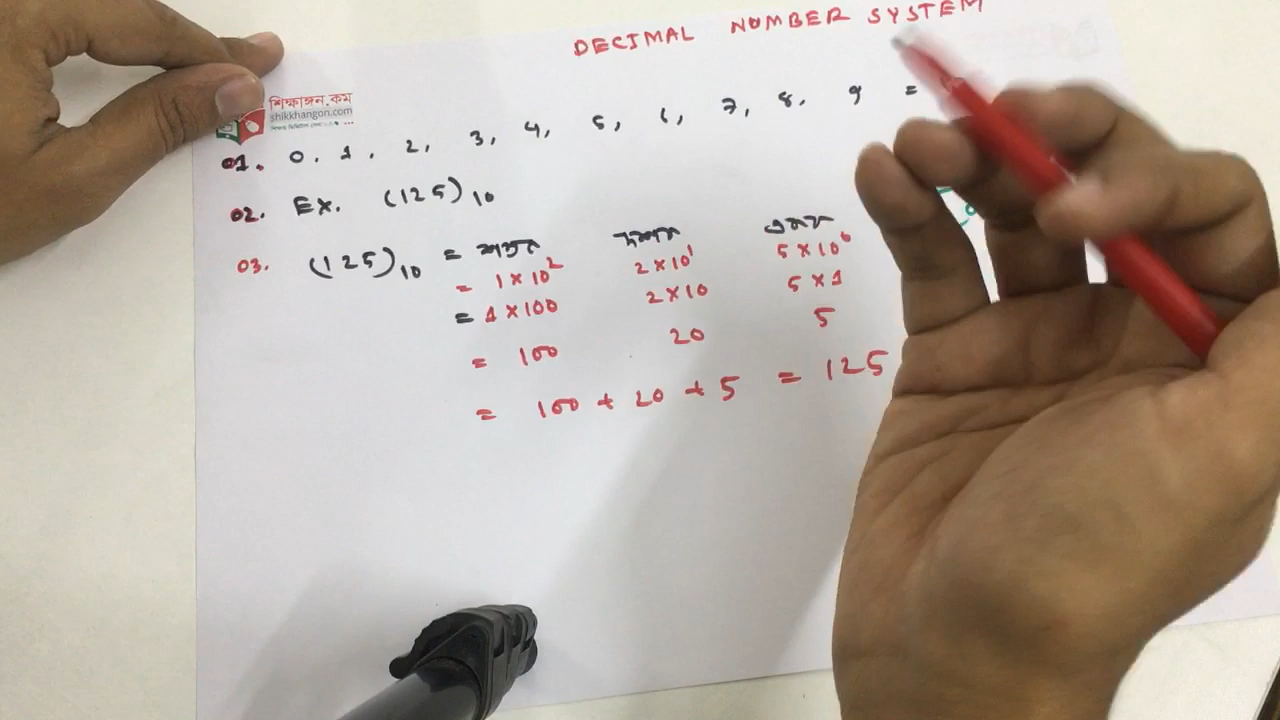 DECIMAL NUMBER SYSTEM
শিক্ষাঙ্গন.কম
shikkhangon.com
01. 0, 1, 2, 3, 4, 5, 6, 7, 8, 9 =
02. Ex. (125)10
03. (125)10 = শতক দশক একক
= 1×10² 2×10¹ 5×10⁰
= 1×100 2×10 5×1
= 100 20 5
= 100 + 20 + 5 = 125